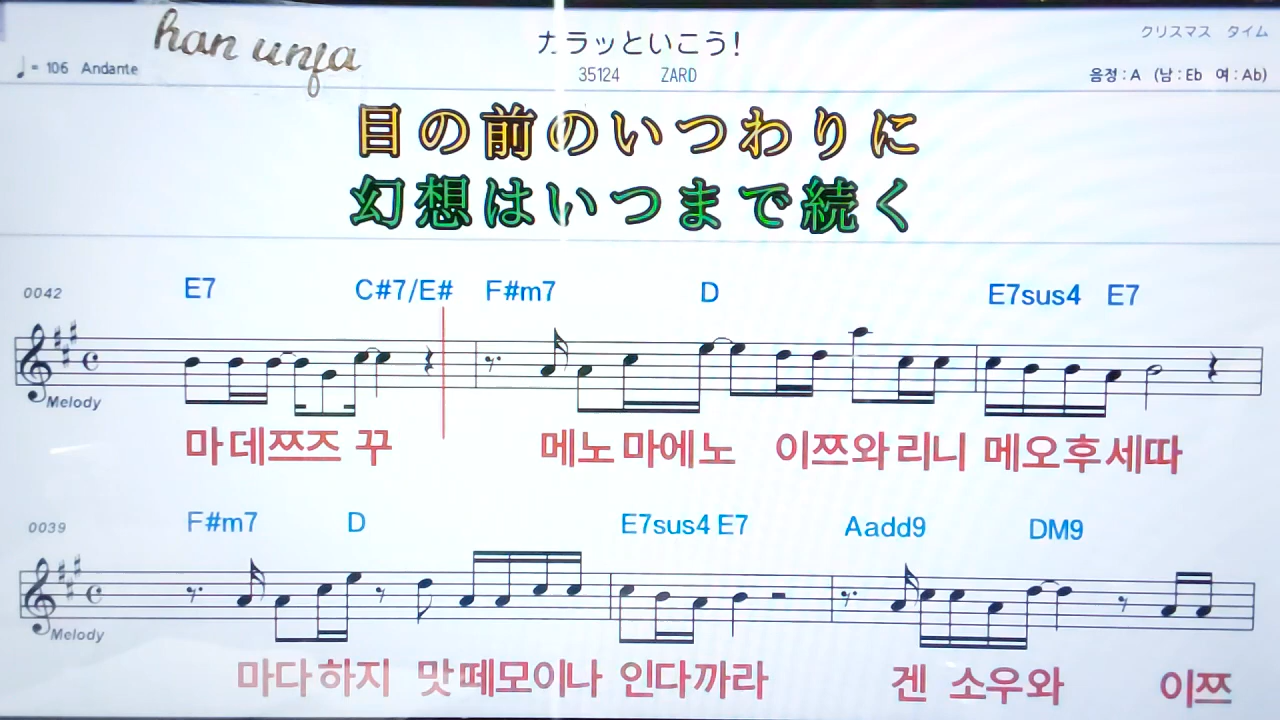 han unfa
カラッといこう!
クリスマス タイム
♩= 106 Andante
35124 ZARD
음정:A (남:Eb 여:Ab)
目の前のいつわりに
幻想はいつまで続く
0042 E7 C#7/E# F#m7 D E7sus4 E7
Melody
마데쯔즈 꾸 메노마에노 이쯔와리니 메오후세따
0039 F#m7 D E7sus4 E7 Aadd9 DM9
Melody
마다하지 맛떼모이나 인다까라 겐 소우와 이쯔